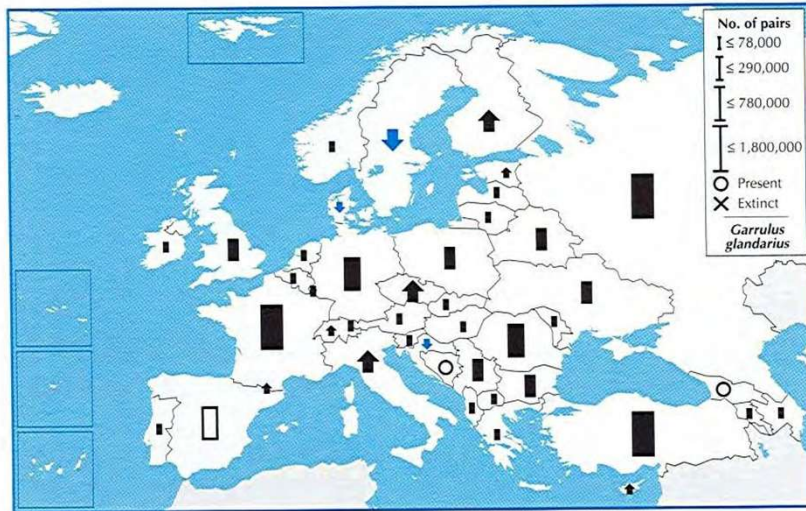 No. of pairs
≤ 78,000
≤ 290,000
≤ 780,000
≤ 1,800,000
Present
Extinct
Garrulus
glandarius